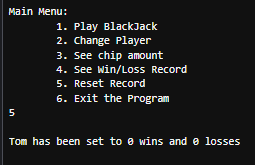 Main Menu:
1. Play BlackJack
2. Change Player
3. See chip amount
4. See Win/Loss Record
5. Reset Record
6. Exit the Program
5
Tom has been set to 0 wins and 0 losses